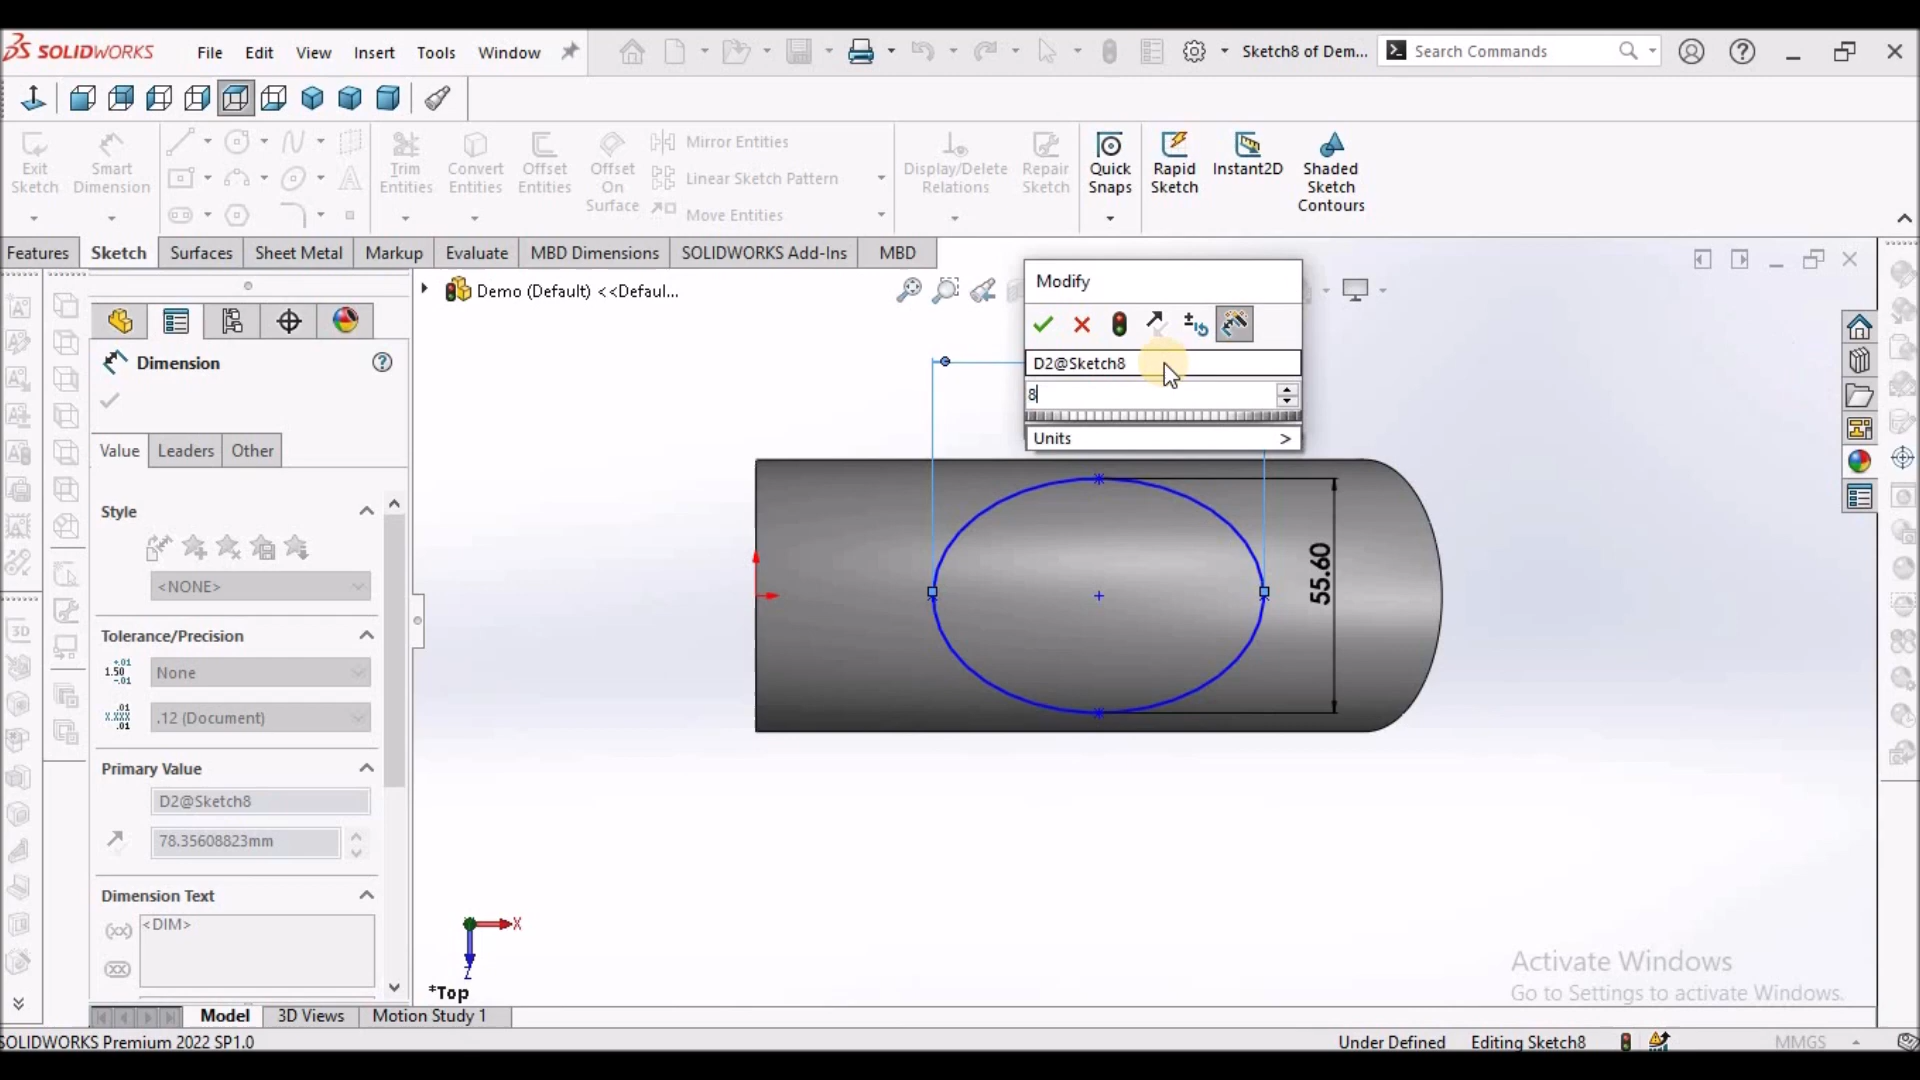 SOLIDWORKS
File Edit View Insert Tools Window
Sketch8 of Dem...
Search Commands
Exit Sketch
Smart Dimension
Trim Entities
Convert Entities
Offset Entities
Offset On Surface
Mirror Entities
Linear Sketch Pattern
Move Entities
Display/Delete Relations
Repair Sketch
Quick Snaps
Rapid Sketch
Instant2D
Shaded Sketch Contours
Features Sketch Surfaces Sheet Metal Markup Evaluate MBD Dimensions SOLIDWORKS Add-Ins MBD
Demo (Default) <<Defaul...
Modify
D2@Sketch8
8
Units >
Dimension
Value Leaders Other
Style
<NONE>
Tolerance/Precision
None
.12 (Document)
Primary Value
D2@Sketch8
78.35608823mm
Dimension Text
<DIM>
55.60
X
Z
*Top
Activate Windows
Go to Settings to activate Windows.
Model 3D Views Motion Study 1
SOLIDWORKS Premium 2022 SP1.0
Under Defined Editing Sketch8 MMGS